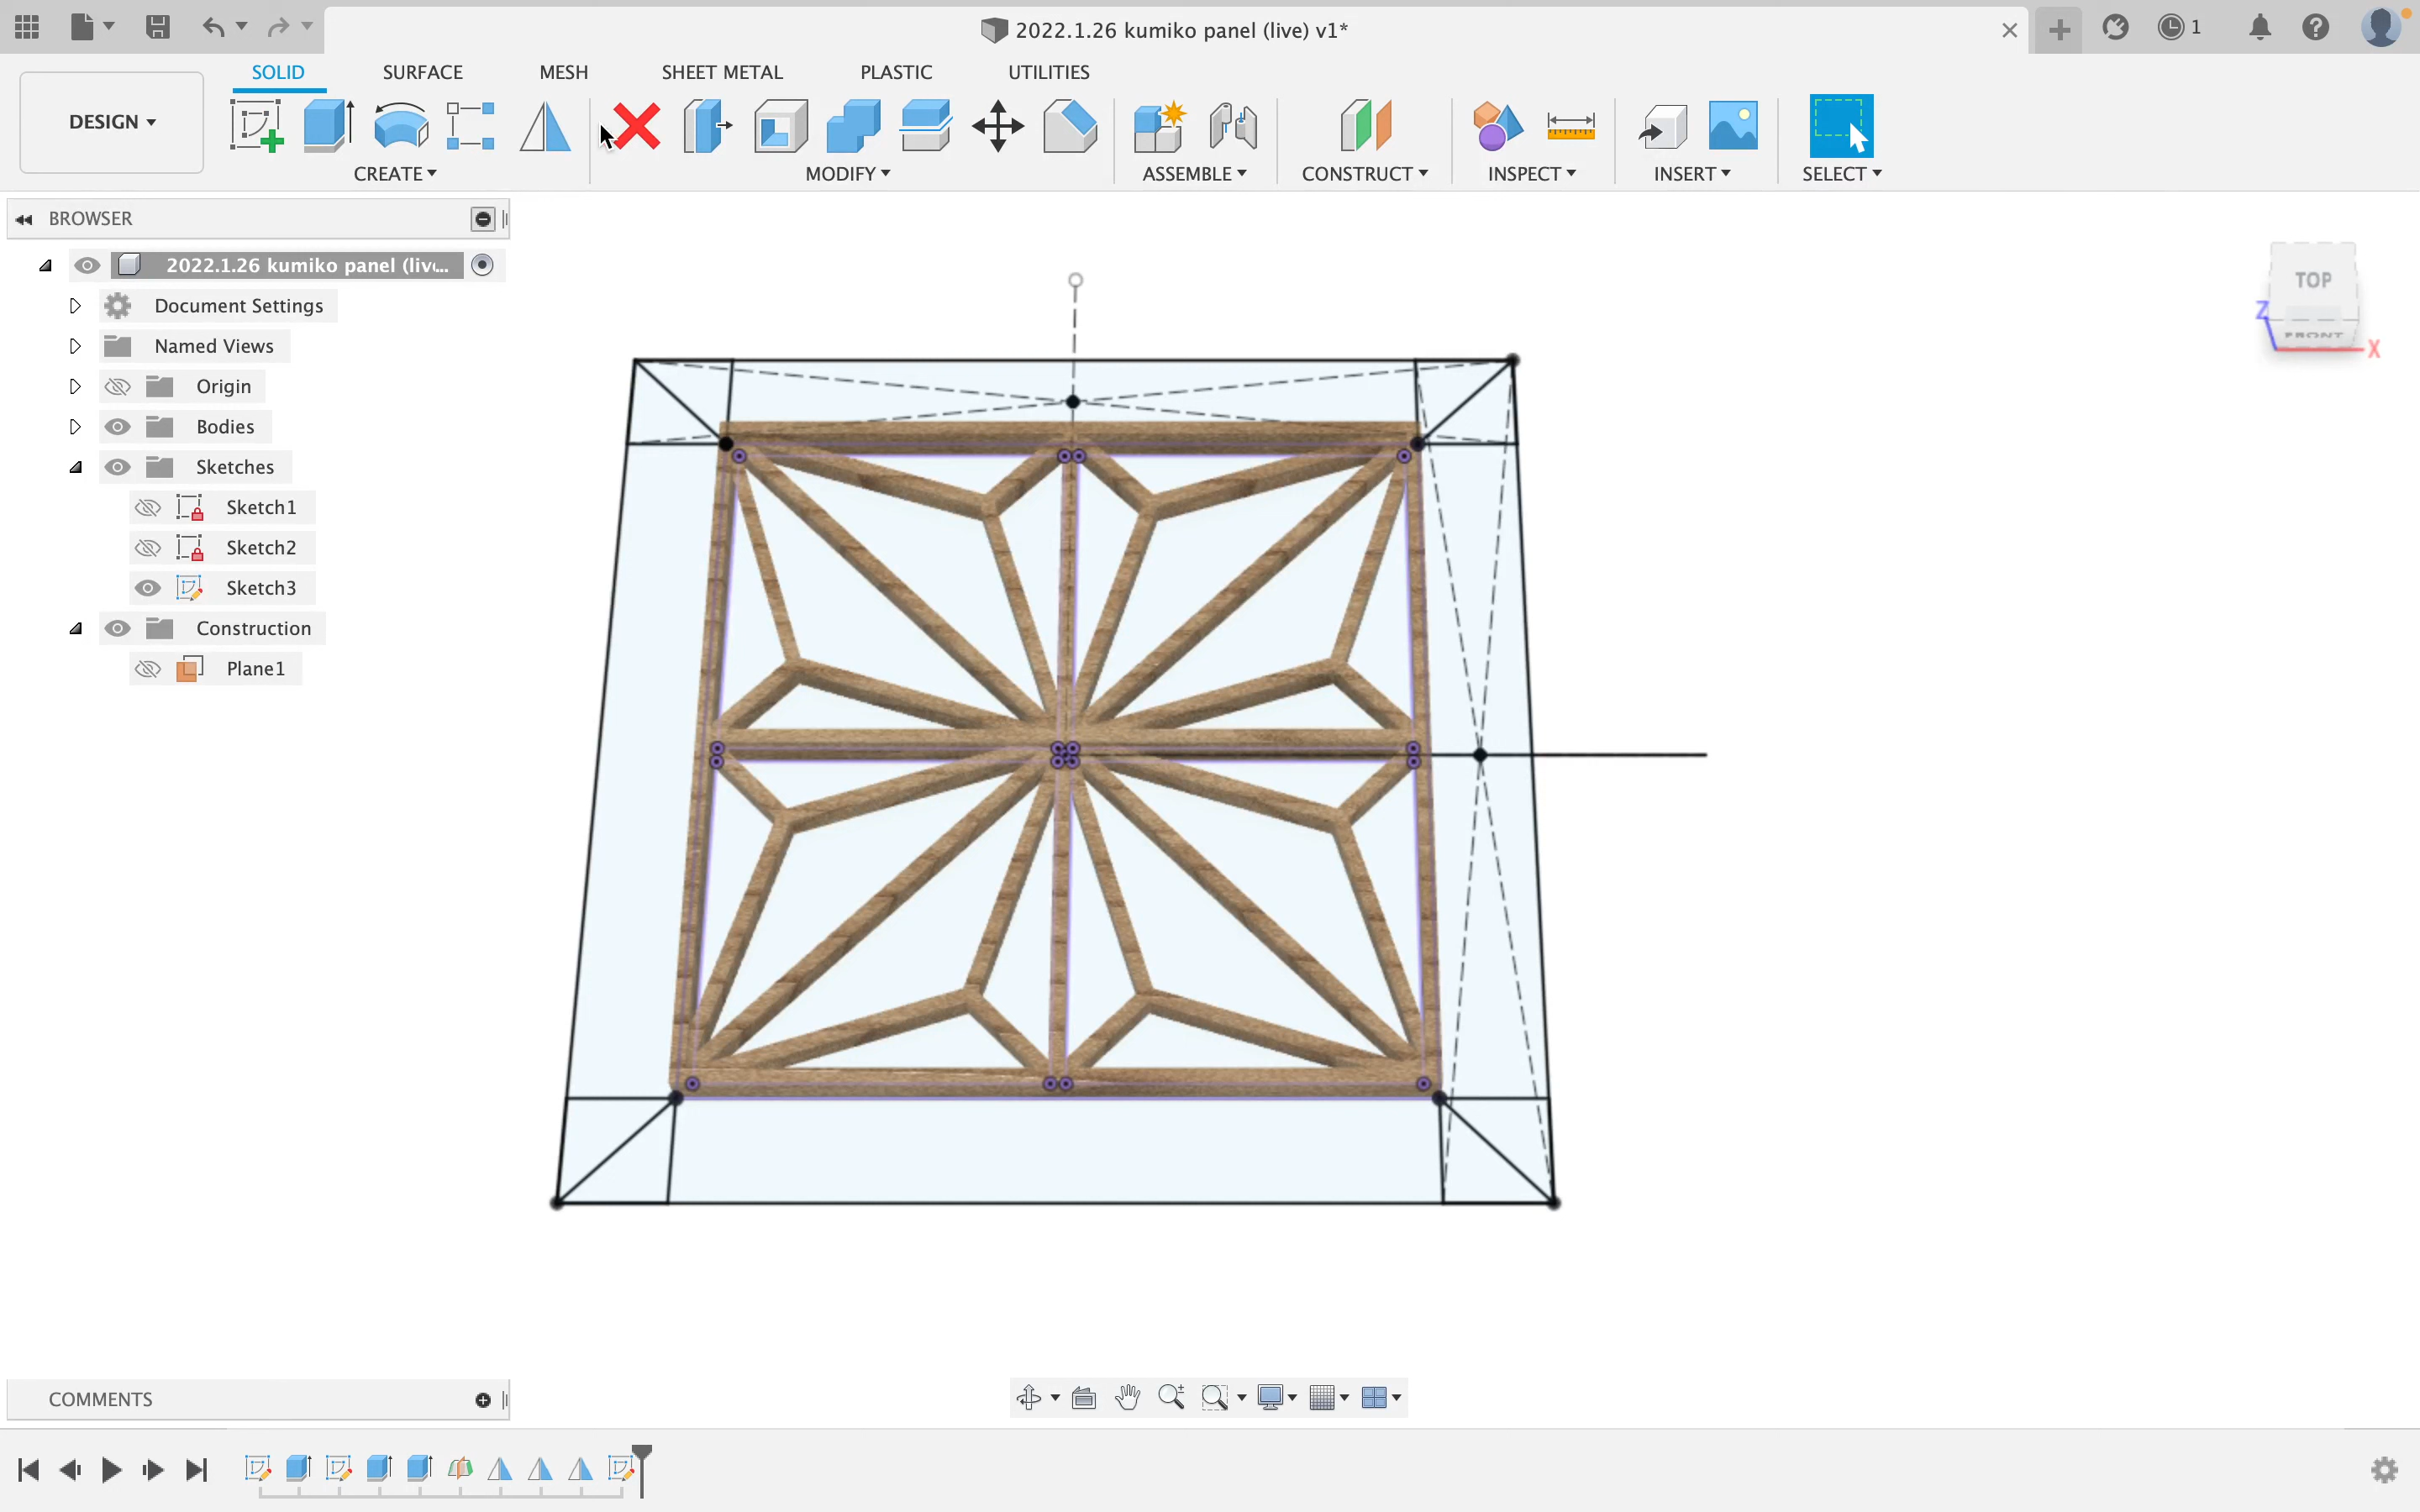 2022.1.26 kumiko panel (live) v1*
1
SOLID
SURFACE
MESH
SHEET METAL
PLASTIC
UTILITIES
DESIGN
CREATE
MODIFY
ASSEMBLE
CONSTRUCT
INSPECT
INSERT
SELECT
BROWSER
2022.1.26 kumiko panel (liv...
Document Settings
Named Views
Origin
Bodies
Sketches
Sketch1
Sketch2
Sketch3
Construction
Plane1
TOP
FRONT
Z
X
COMMENTS